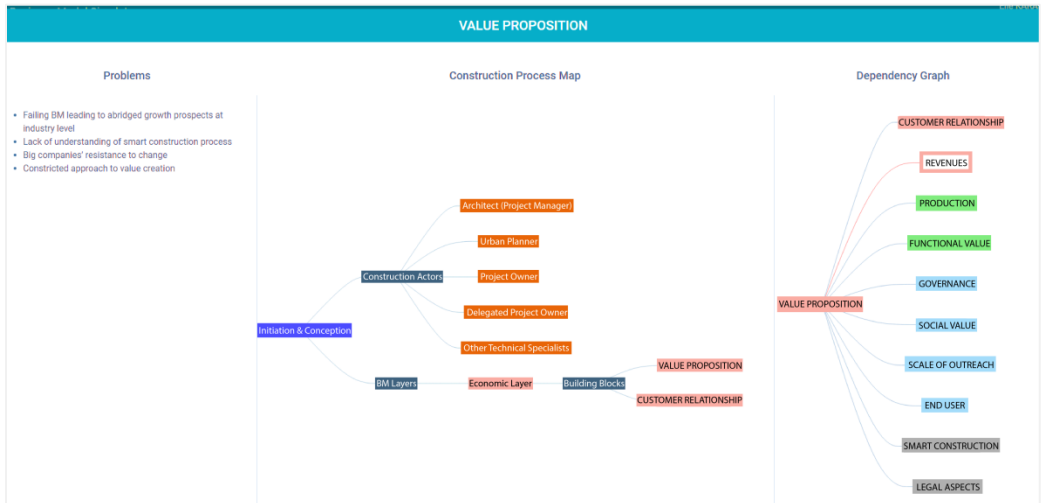 VALUE PROPOSITION
Problems
Failing BM leading to abridged growth prospects at
industry level
Lack of understanding of smart construction process
Big companies' resistance to change
Constricted approach to value creation
Construction Process Map
Initiation & Conception
Construction Actors
Architect (Project Manager)
Urban Planner
Project Owner
Delegated Project Owner
Other Technical Specialists
BM Layers
Economic Layer
Building Blocks
VALUE PROPOSITION
CUSTOMER RELATIONSHIP
Dependency Graph
VALUE PROPOSITION
CUSTOMER RELATIONSHIP
REVENUES
PRODUCTION
FUNCTIONAL VALUE
GOVERNANCE
SOCIAL VALUE
SCALE OF OUTREACH
END USER
SMART CONSTRUCTION
LEGAL ASPECTS